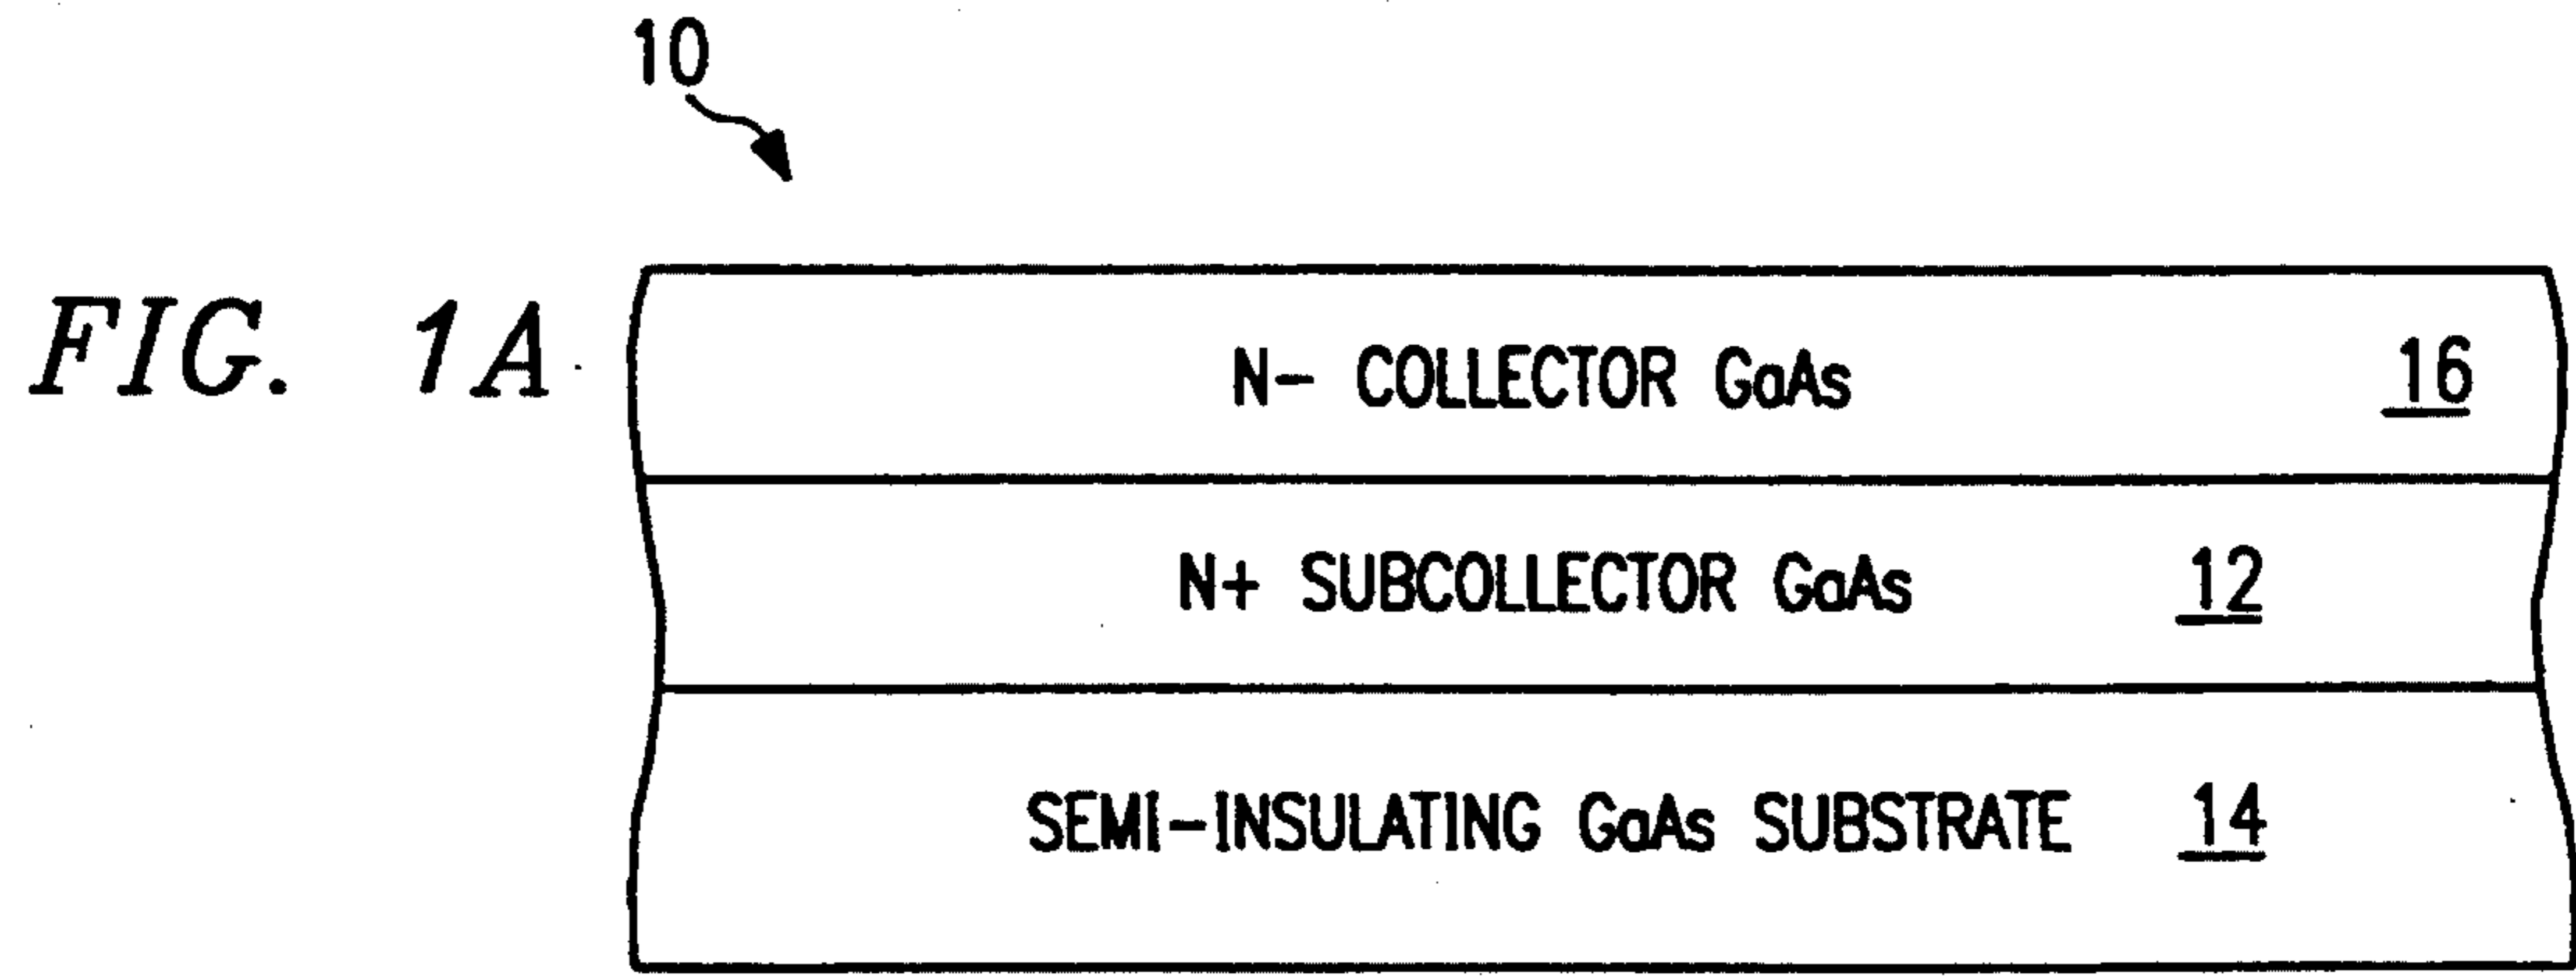 10
FIG. 1A
N- COLLECTOR GaAs 16
N+ SUBCOLLECTOR GaAs 12
SEMI-INSULATING GaAs SUBSTRATE 14